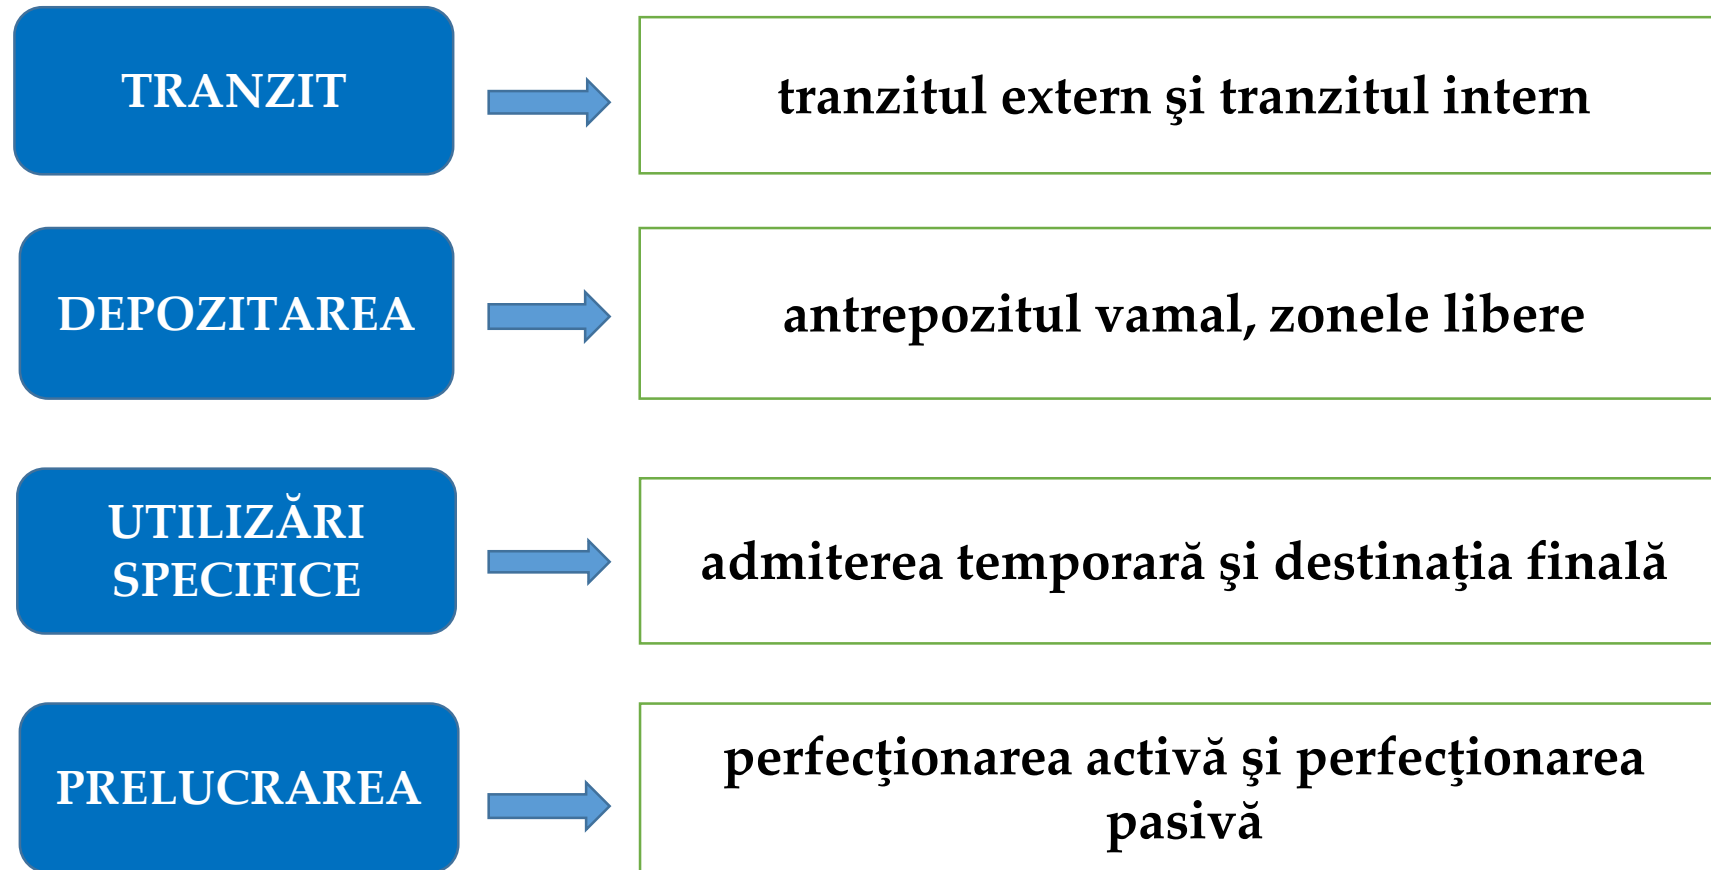 TRANZIT
tranzitul extern şi tranzitul intern
DEPOZITAREA
antrepozitul vamal, zonele libere
UTILIZĂRI
SPECIFICE
admiterea temporară şi destinaţia finală
PRELUCRAREA
perfecţionarea activă şi perfecţionarea
pasivă